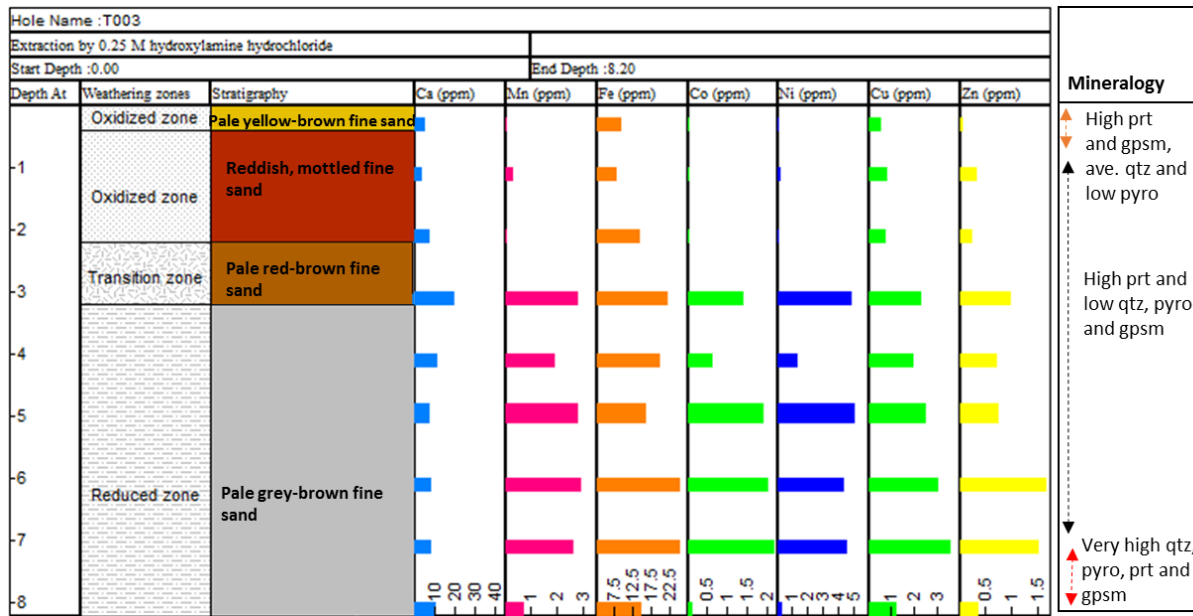 Hole Name :T003
Extraction by 0.25 M hydroxylamine hydrochloride
Start Depth :0.00 End Depth :8.20
Depth At Weathering zones Stratigraphy Ca (ppm) Mn (ppm) Fe (ppm) Co (ppm) Ni (ppm) Cu (ppm) Zn (ppm)
Mineralogy
Oxidized zone Pale yellow-brown fine sand
High prt
and gpsm,
ave. qtz and
low pyro
-1
Oxidized zone
Reddish, mottled fine
sand
-2
Transition zone
Pale red-brown fine
sand
-3
High prt and
low qtz, pyro
and gpsm
-4
-5
-6
Reduced zone
Pale grey-brown fine
sand
-7
Very high qtz,
pyro, prt and
gpsm
-8
10 20 30 40
1 2 3
7.5 12.5 17.5 22.5
0.5 1 1.5 2
1 2 3 4 5
1 2 3
0.5 1 1.5